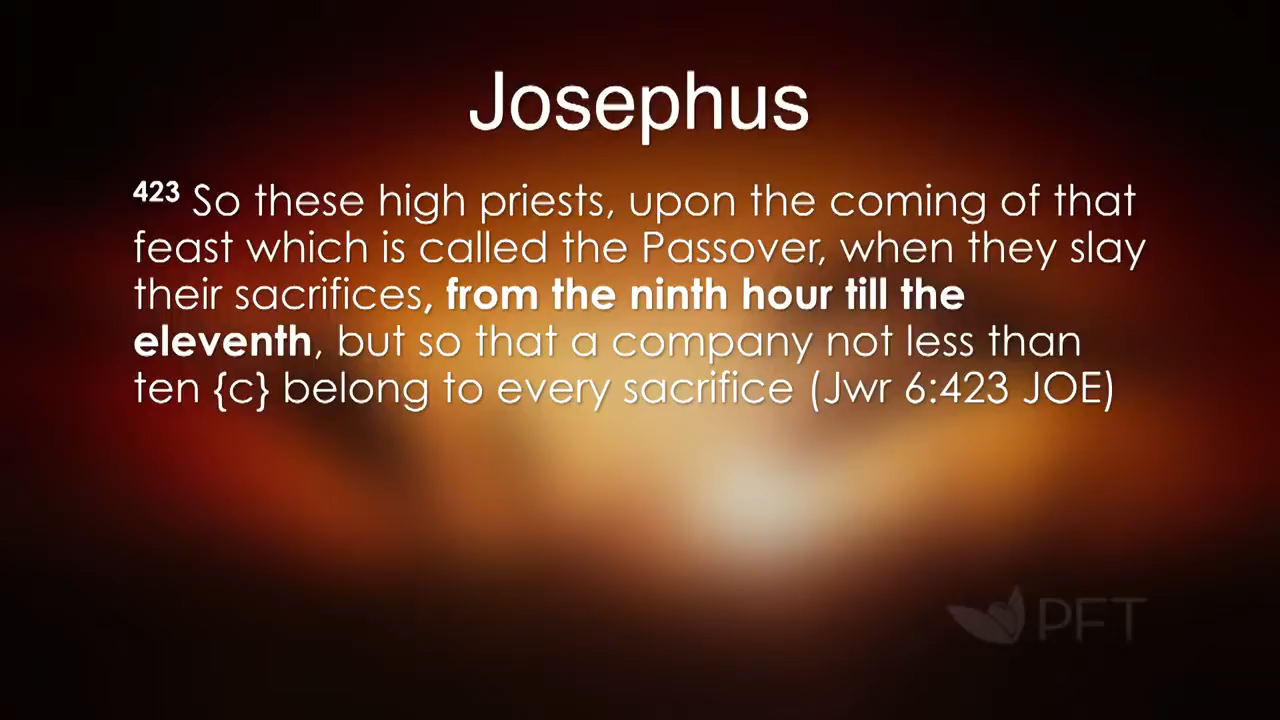 Josephus
423 So these high priests, upon the coming of that
feast which is called the Passover, when they slay
their sacrifices, from the ninth hour till the
eleventh, but so that a company not less than
ten {c} belong to every sacrifice (Jwr 6:423 JOE)
PFT